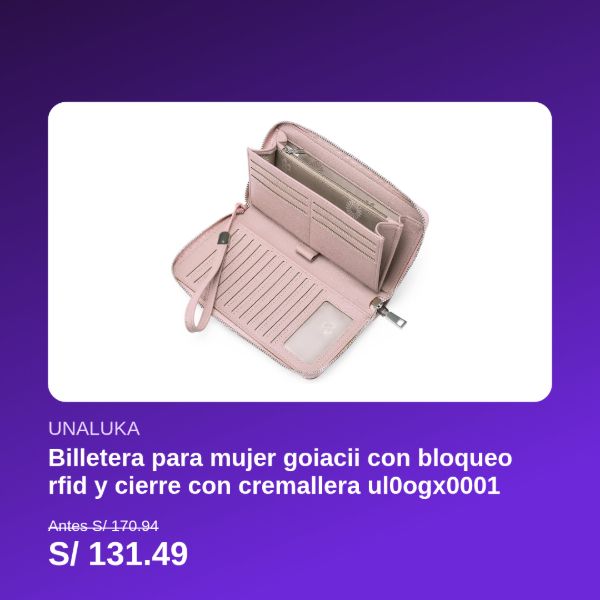 UNALUKA
Billetera para mujer goiacii con bloqueo
rfid y cierre con cremallera ul0ogx0001
Antes S/ 170.94
S/ 131.49